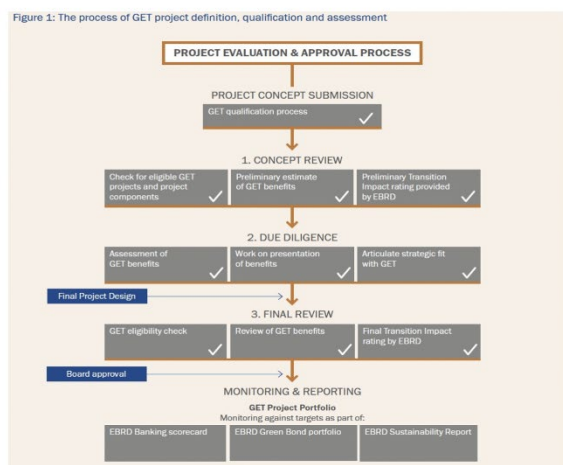 Figure 1: The process of GET project definition, qualification and assessment
PROJECT EVALUATION & APPROVAL PROCESS
PROJECT CONCEPT SUBMISSION
GET qualification process
1. CONCEPT REVIEW
Check for eligible GET
projects and project
components
Preliminary estimate
of GET benefits
Preliminary Transition
Impact rating provided
by EBRD
2. DUE DILIGENCE
Assessment of
GET benefits
Work on presentation
of benefits
Articulate strategic fit
with GET
Final Project Design
3. FINAL REVIEW
GET eligibility check
Review of GET benefits
Final Transition Impact
rating by EBRD
Board approval
MONITORING & REPORTING
GET Project Portfolio
Monitoring against targets as part of:
EBRD Banking scorecard
EBRD Green Bond portfolio
EBRD Sustainability Report